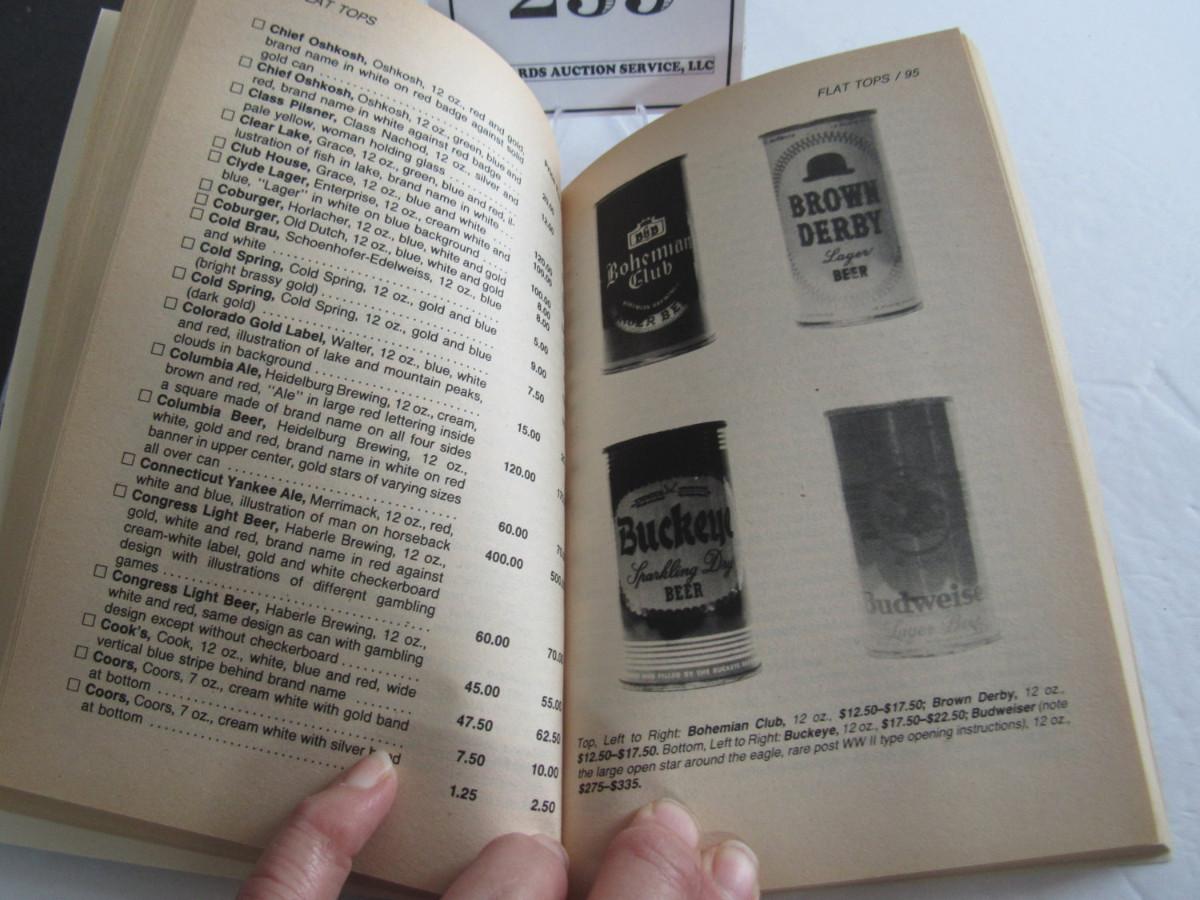 255
RDS AUCTION SERVICE, LLC
FLAT TOPS
☐ Chief Oshkosh, Oshkosh, 12 oz., red and gold,
brand name in white on red badge against solid
gold can
☐ Chief Oshkosh, Oshkosh, 12 oz., green, blue and
red, brand name in white against red badge
☐ Class Pilsner, Class Nachod, 12 oz., silver and
pale yellow, woman holding glass
☐ Clear Lake, Grace, 12 oz., green, blue and red, il-
lustration of fish in lake, brand name in white
☐ Club House, Grace, 12 oz., blue and white
☐ Clyde Lager, Enterprise, 12 oz., cream white and
blue, "Lager" in white on blue background 100.00
☐ Coburger, Horlacher, 12 oz., blue, white and gold 8.00
☐ Coburger, Old Dutch, 12 oz., blue, white and gold 8.00
☐ Cold Brau, Schoenhofer-Edelweiss, 12 oz., blue
and white 5.00
☐ Cold Spring, Cold Spring, 12 oz., gold and blue
(bright brassy gold) 9.00
☐ Cold Spring, Cold Spring, 12 oz., gold and blue
(dark gold) 7.50
☐ Colorado Gold Label, Walter, 12 oz., blue, white
and red, illustration of lake and mountain peaks,
clouds in background 15.00
☐ Columbia Ale, Heidelburg Brewing, 12 oz., cream,
brown and red, "Ale" in large red lettering inside
a square made of brand name on all four sides 120.00
☐ Columbia Beer, Heidelburg Brewing, 12 oz.,
white, gold and red, brand name in white on red
banner in upper center, gold stars of varying sizes
all over can 60.00
☐ Connecticut Yankee Ale, Merrimack, 12 oz., red,
white and blue, illustration of man on horseback 400.00
☐ Congress Light Beer, Haberle Brewing, 12 oz.,
gold, white and red, brand name in red against
cream-white label, gold and white checkerboard
design with illustrations of different gambling
games 60.00 70.00
☐ Congress Light Beer, Haberle Brewing, 12 oz.,
white and red, same design as can with gambling
design except without checkerboard 45.00 55.00
☐ Cook's, Cook, 12 oz., white, blue and red, wide
vertical blue stripe behind brand name 47.50 62.50
☐ Coors, Coors, 7 oz., cream white with gold band
at bottom 7.50 10.00
☐ Coors, Coors, 7 oz., cream white with silver
at bottom 1.25 2.50
FLAT TOPS / 95
Bohemian
Club
BROWN
DERBY
Lager
BEER
Buckeye
Sparkling Dry
BEER
Budweiser
Lager Beer
Top, Left to Right: Bohemian Club, 12 oz., $12.50–$17.50; Brown Derby, 12 oz.,
$12.50–$17.50. Bottom, Left to Right: Buckeye, 12 oz., $17.50–$22.50; Budweiser (note
the large open star around the eagle, rare post WW II type opening instructions), 12 oz.,
$275–$335.